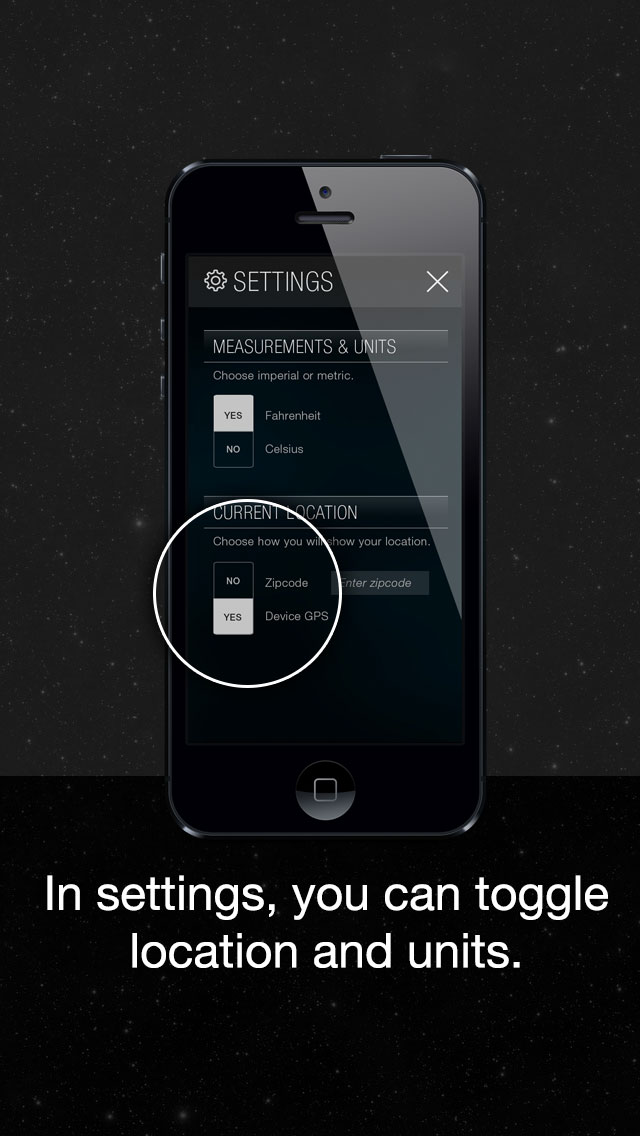 SETTINGS
MEASUREMENTS & UNITS
Choose imperial or metric.
YES Fahrenheit
NO Celsius
CURRENT LOCATION
Choose how you will show your location.
NO Zipcode Enter zipcode
YES Device GPS
In settings, you can toggle
location and units.